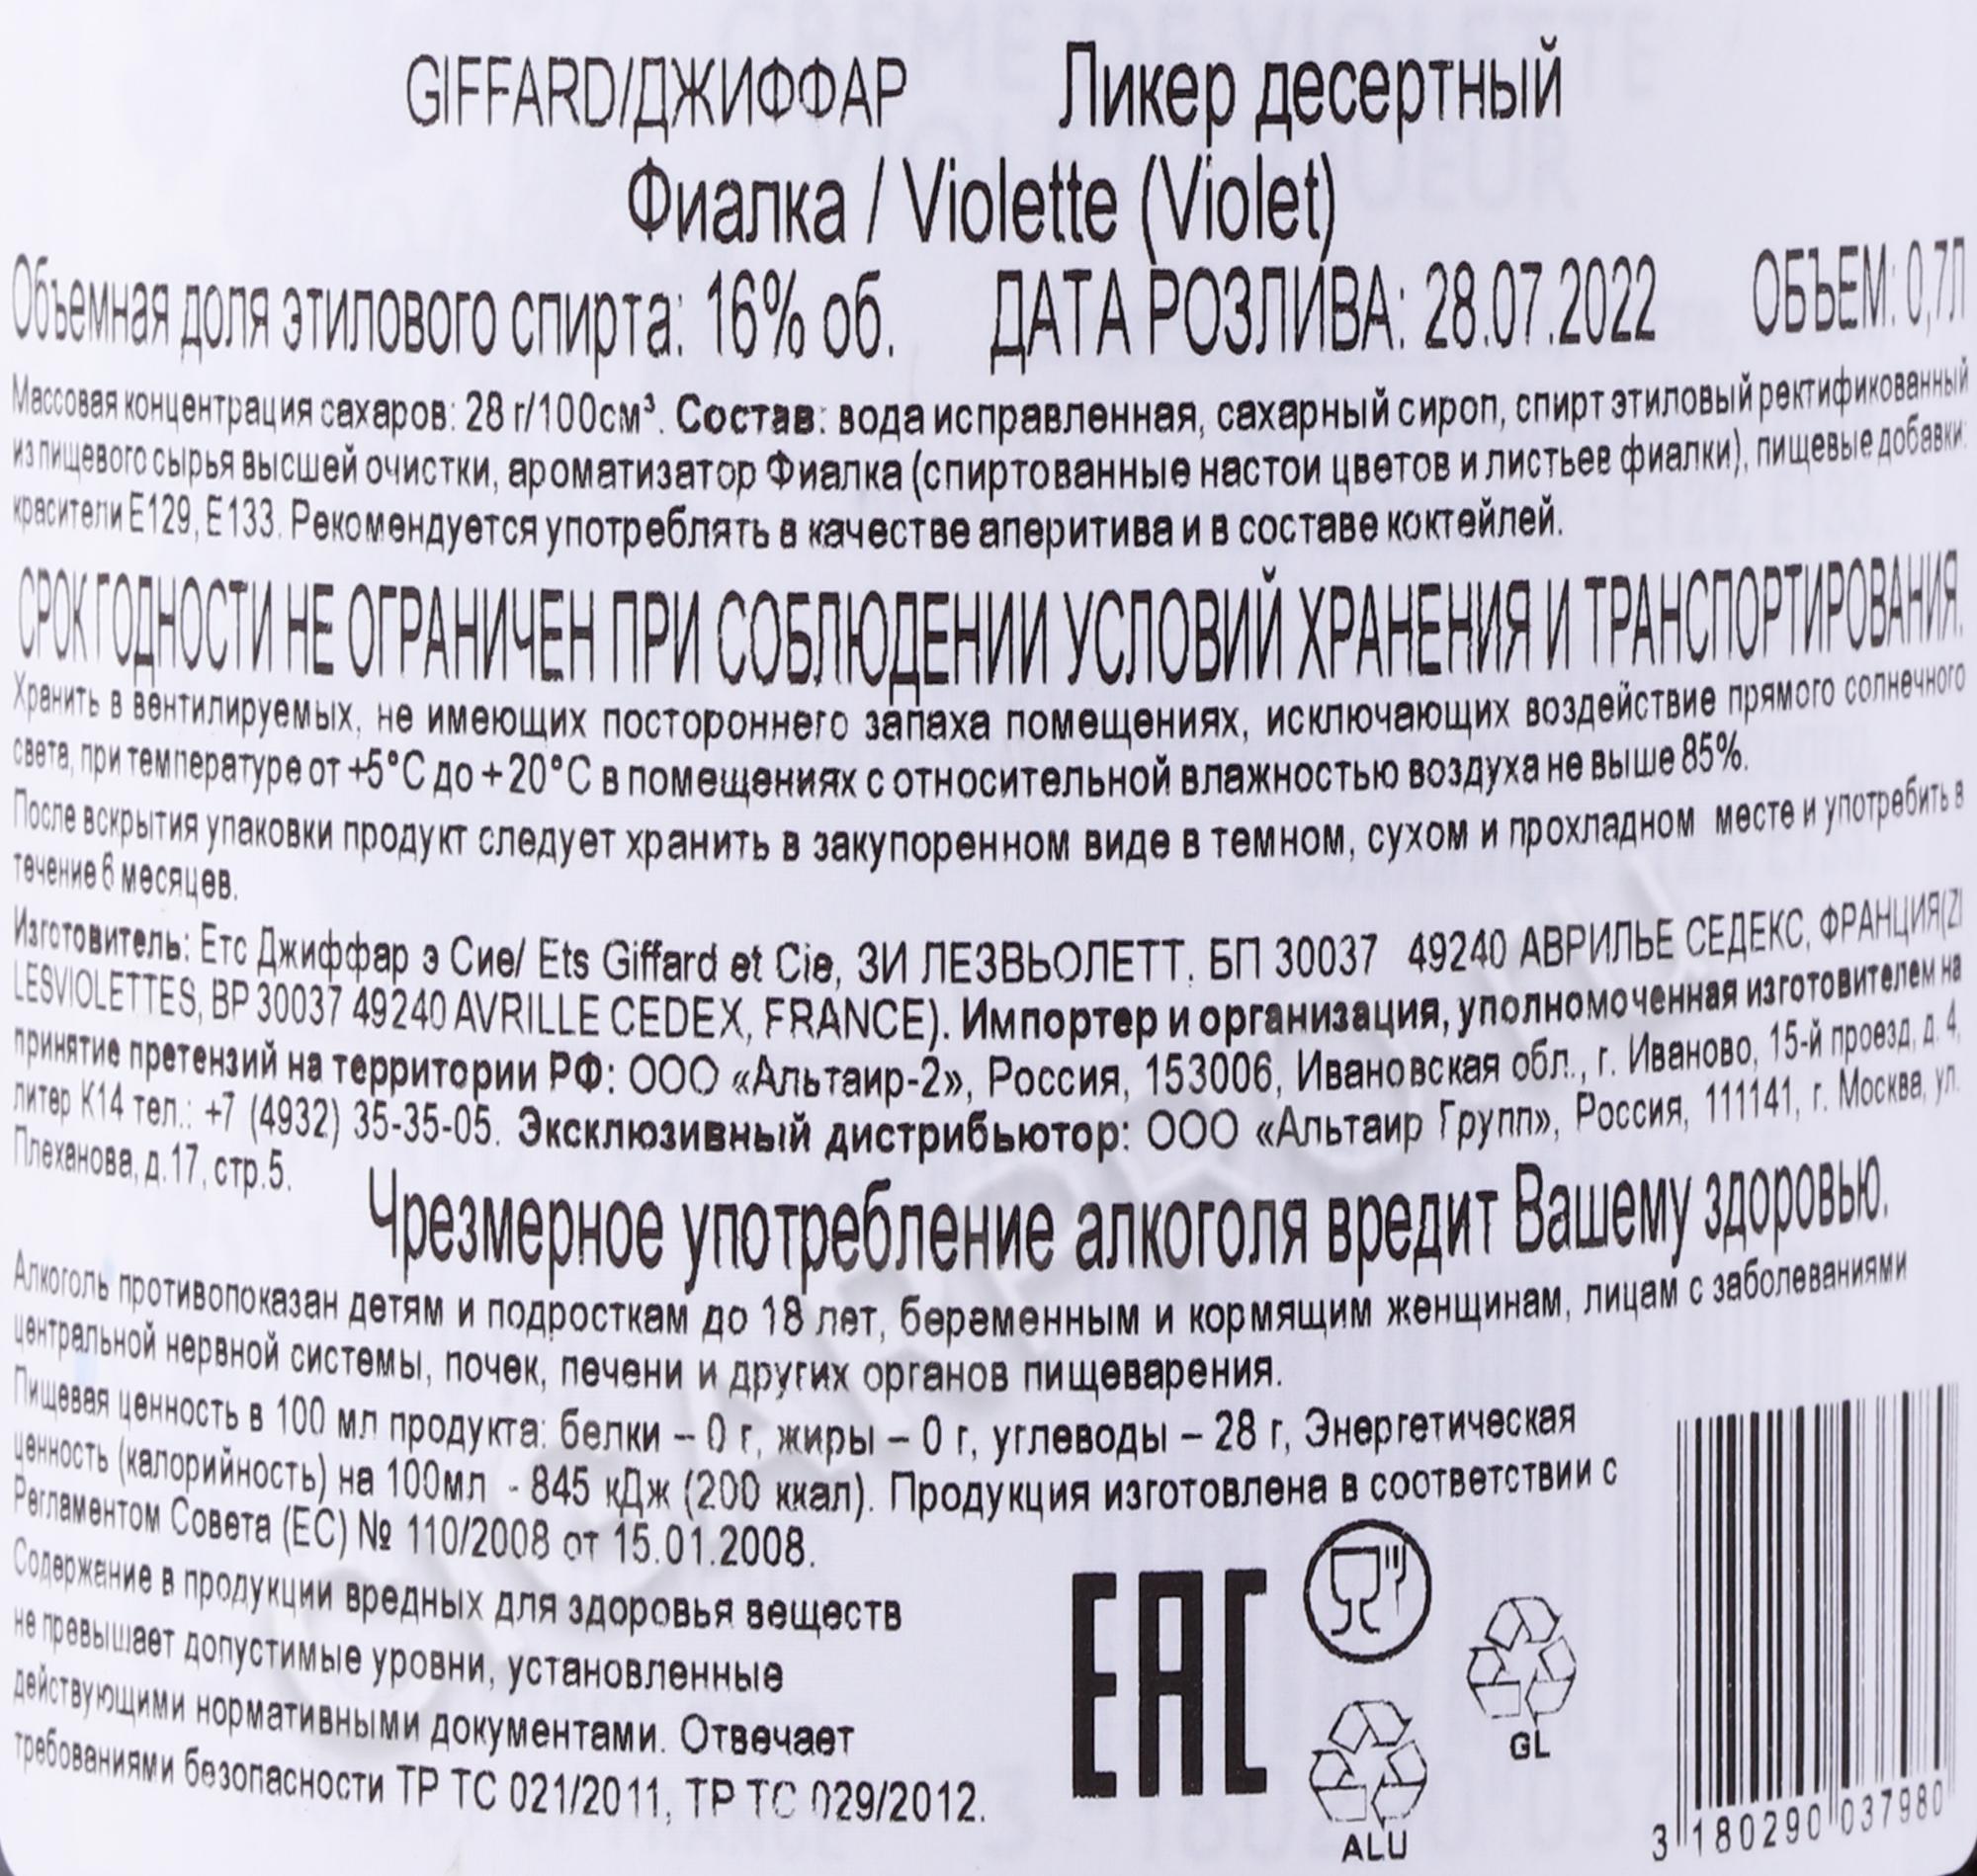 GIFFARD/ДЖИФФАР Ликер десертный
Фиалка / Violette (Violet)
Объемная доля этилового спирта: 16% об. ДАТА РОЗЛИВА: 28.07.2022 ОБЪЕМ: 0,7Л
Массовая концентрация сахаров: 28 г/100см³. Состав: вода исправленная, сахарный сироп, спирт этиловый ректификованный
из пищевого сырья высшей очистки, ароматизатор Фиалка (спиртованные настои цветов и листьев фиалки), пищевые добавки:
красители Е129, Е133. Рекомендуется употреблять в качестве аперитива и в составе коктейлей.
СРОК ГОДНОСТИ НЕ ОГРАНИЧЕН ПРИ СОБЛЮДЕНИИ УСЛОВИЙ ХРАНЕНИЯ И ТРАНСПОРТИРОВАНИЯ.
Хранить в вентилируемых, не имеющих постороннего запаха помещениях, исключающих воздействие прямого солнечного
света, при температуре от +5°С до +20°С в помещениях с относительной влажностью воздуха не выше 85%.
После вскрытия упаковки продукт следует хранить в закупоренном виде в темном, сухом и прохладном месте и употребить в
течение 6 месяцев.
Изготовитель: Етс Джиффар э Сие/ Ets Giffard et Cie, ЗИ ЛЕЗВЬОЛЕТТ, БП 30037 49240 АВРИЛЬЕ СЕДЕКС, ФРАНЦИЯ(ZI
LESVIOLETTES, BP 30037 49240 AVRILLE CEDEX, FRANCE). Импортер и организация, уполномоченная изготовителем на
принятие претензий на территории РФ: ООО «Альтаир-2», Россия, 153006, Ивановская обл., г. Иваново, 15-й проезд, д. 4,
литер К14 тел.: +7 (4932) 35-35-05. Эксклюзивный дистрибьютор: ООО «Альтаир Групп», Россия, 111141, г. Москва, ул.
Плеханова, д.17, стр.5.
Чрезмерное употребление алкоголя вредит Вашему здоровью.
Алкоголь противопоказан детям и подросткам до 18 лет, беременным и кормящим женщинам, лицам с заболеваниями
центральной нервной системы, почек, печени и других органов пищеварения.
Пищевая ценность в 100 мл продукта: белки – 0 г, жиры – 0 г, углеводы – 28 г, Энергетическая
ценность (калорийность) на 100мл - 845 кДж (200 ккал). Продукция изготовлена в соответствии с
Регламентом Совета (ЕС) № 110/2008 от 15.01.2008.
Содержание в продукции вредных для здоровья веществ
не превышает допустимые уровни, установленные
действующими нормативными документами. Отвечает
требованиями безопасности ТР ТС 021/2011, ТР ТС 029/2012.
EAC
GL
ALU
3 180290 037980